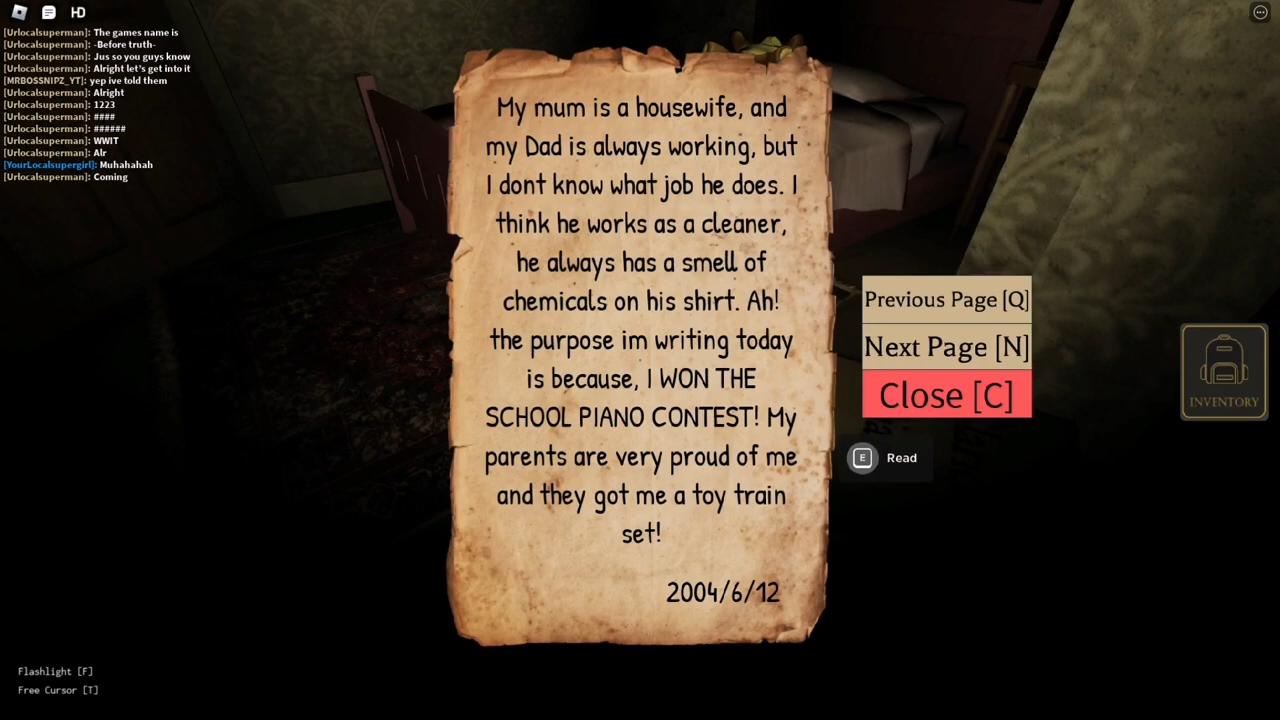 HD
[Urlocalsuperman]: The games name is
[Urlocalsuperman]: -Before truth-
[Urlocalsuperman]: Jus so you guys know
[Urlocalsuperman]: Alright let's get into it
[MRBOSSNIPZ_YT]: yep ive told them
[Urlocalsuperman]: Alright
[Urlocalsuperman]: 1223
[Urlocalsuperman]: ####
[Urlocalsuperman]: ######
[Urlocalsuperman]: WWIT
[Urlocalsuperman]: Alr
[YourLocalsupergirl]: Muhahahah
[Urlocalsuperman]: Coming
My mum is a housewife, and
my Dad is always working, but
I dont know what job he does. I
think he works as a cleaner,
he always has a smell of
chemicals on his shirt. Ah!
the purpose im writing today
is because, I WON THE
SCHOOL PIANO CONTEST! My
parents are very proud of me
and they got me a toy train
set!
2004/6/12
Previous Page [Q]
Next Page [N]
Close [C]
E Read
INVENTORY
Flashlight [F]
Free Cursor [T]